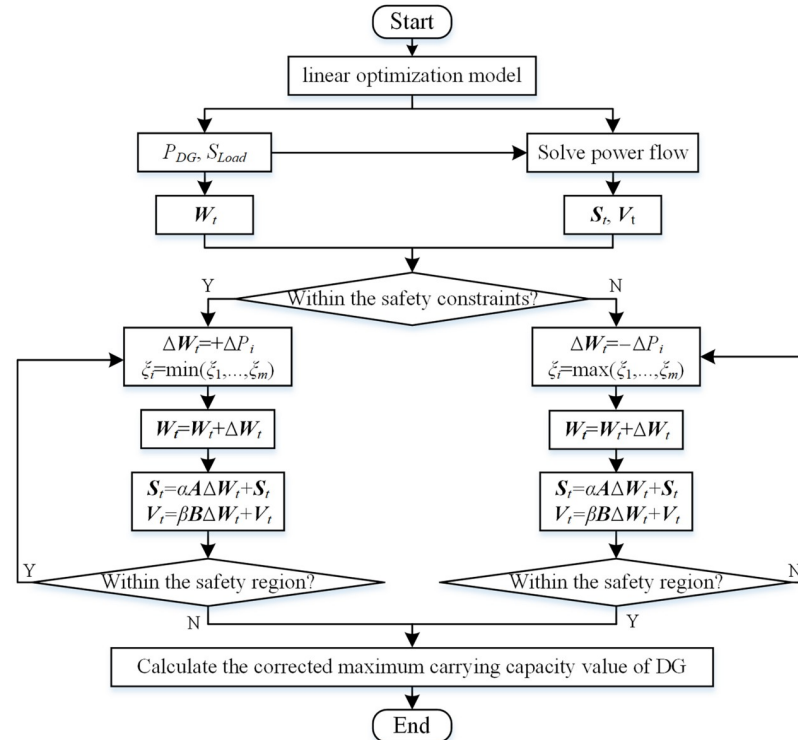 Start
linear optimization model
P_DG, S_Load
Solve power flow
W_t
S_t, V_t
Within the safety constraints?
Y
N
ΔW_t=+ΔP_i
ξ_i=min(ξ_1,...,ξ_m)
ΔW_t=−ΔP_i
ξ_i=max(ξ_1,...,ξ_m)
W_t=W_t+ΔW_t
W_t=W_t+ΔW_t
S_t=αAΔW_t+S_t
V_t=βBΔW_t+V_t
S_t=αAΔW_t+S_t
V_t=βBΔW_t+V_t
Y
Within the safety region?
N
Within the safety region?
N
Y
Calculate the corrected maximum carrying capacity value of DG
End